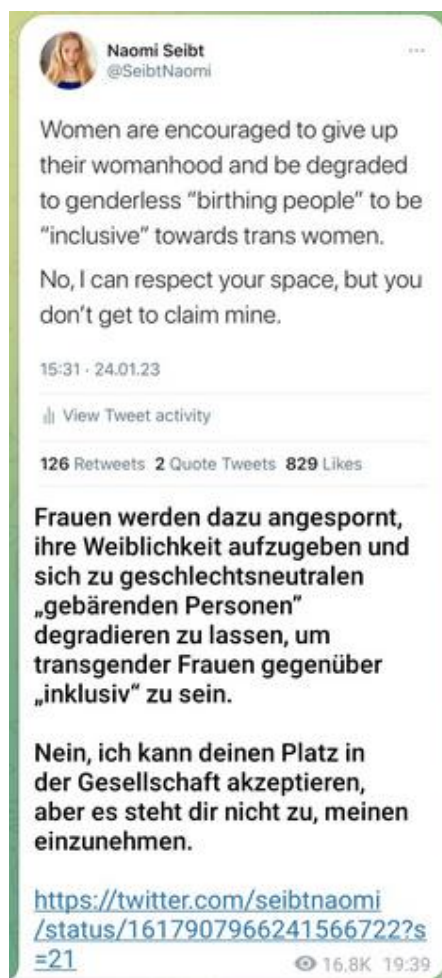 Naomi Seibt
@SeibtNaomi
Women are encouraged to give up
their womanhood and be degraded
to genderless “birthing people” to be
“inclusive” towards trans women.
No, I can respect your space, but you
don’t get to claim mine.
15:31 · 24.01.23
View Tweet activity
126 Retweets 2 Quote Tweets 829 Likes
Frauen werden dazu angespornt,
ihre Weiblichkeit aufzugeben und
sich zu geschlechtsneutralen
„gebärenden Personen“
degradieren zu lassen, um
transgender Frauen gegenüber
„inklusiv“ zu sein.
Nein, ich kann deinen Platz in
der Gesellschaft akzeptieren,
aber es steht dir nicht zu, meinen
einzunehmen.
https://twitter.com/seibtnaomi
/status/1617907966241566722?s
=21 16,8K 19:39